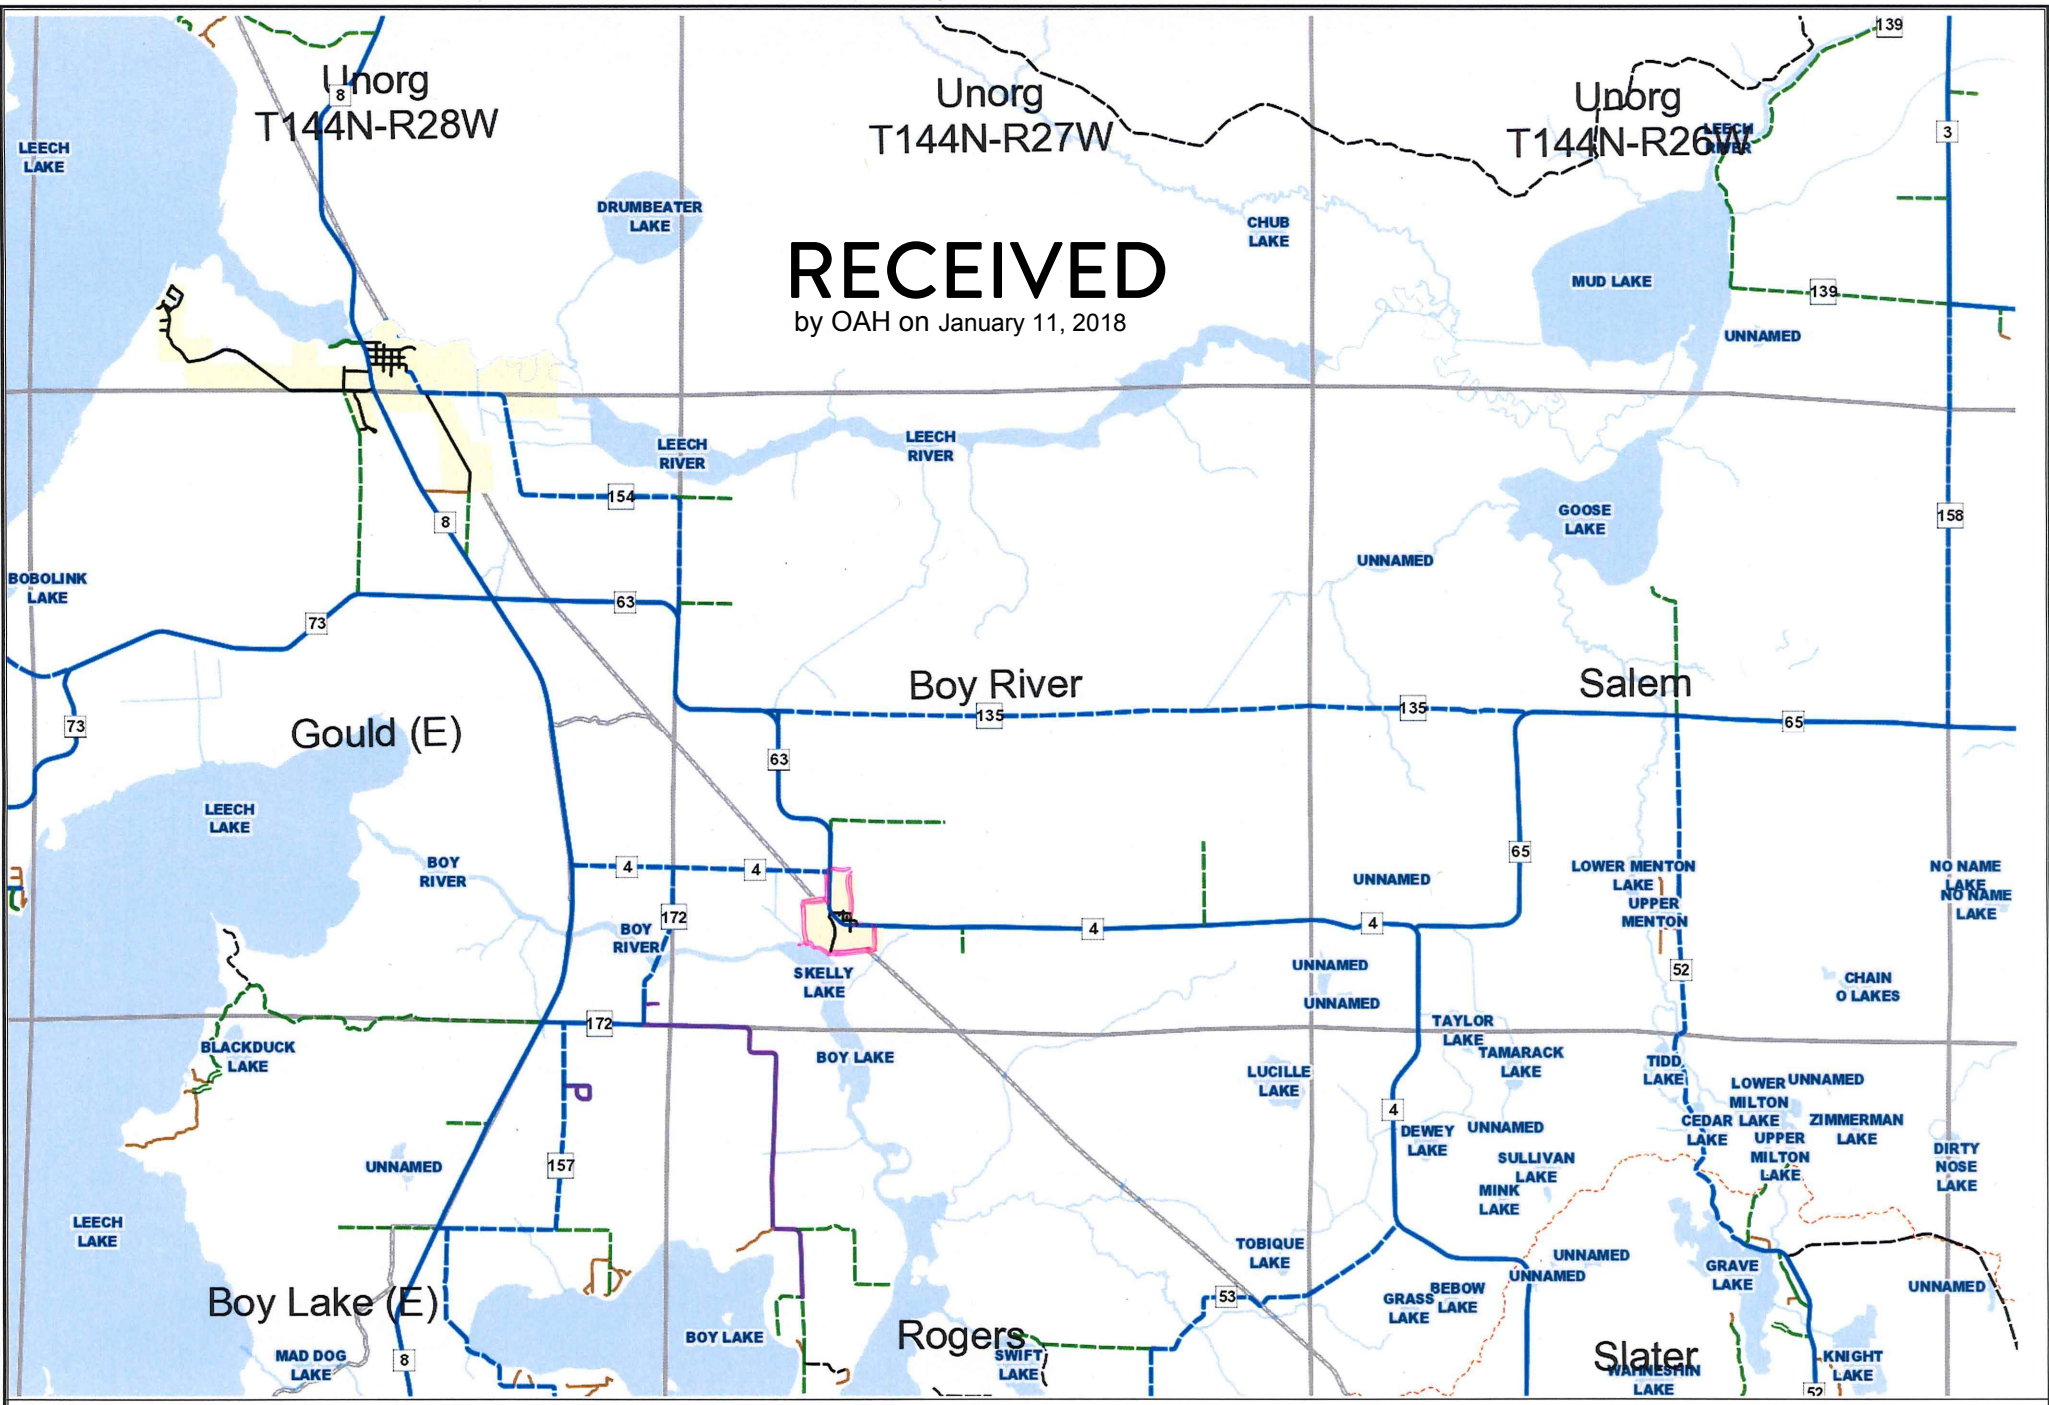 139
Unorg
T144N-R28W
8
Unorg
T144N-R27W
Unorg
T144N-R26W
LEECH
RIVER
3
LEECH
LAKE
DRUMBEATER
LAKE
CHUB
LAKE
RECEIVED
by OAH on January 11, 2018
MUD LAKE
139
UNNAMED
LEECH
RIVER
LEECH
RIVER
154
8
GOOSE
LAKE
158
UNNAMED
BOBOLINK
LAKE
73
63
Boy River
135
135
Salem
65
73
Gould (E)
63
LEECH
LAKE
BOY
RIVER
4
4
65
UNNAMED
LOWER MENTON
LAKE
UPPER
MENTON
NO NAME
LAKE
NO NAME
LAKE
172
BOY
RIVER
4
4
SKELLY
LAKE
UNNAMED
UNNAMED
52
CHAIN
O LAKES
172
BLACKDUCK
LAKE
BOY LAKE
TAYLOR
LAKE
TAMARACK
LAKE
LUCILLE
LAKE
TIDD
LAKE
LOWER
MILTON
LAKE
UNNAMED
4
CEDAR
LAKE
ZIMMERMAN
LAKE
DEWEY
LAKE
UNNAMED
UPPER
MILTON
LAKE
DIRTY
NOSE
LAKE
UNNAMED
157
SULLIVAN
LAKE
MINK
LAKE
LEECH
LAKE
TOBIQUE
LAKE
UNNAMED
UNNAMED
GRAVE
LAKE
UNNAMED
Boy Lake (E)
53
GRASS
LAKE
BEBOW
LAKE
BOY LAKE
Rogers
SWIFT
LAKE
MAD DOG
LAKE
8
Slater
WAHNESHIN
LAKE
KNIGHT
LAKE
52